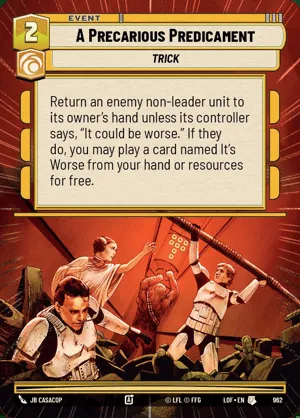 EVENT
2
A PRECARIOUS PREDICAMENT
TRICK
Return an enemy non-leader unit to
its owner's hand unless its controller
says, “It could be worse.” If they
do, you may play a card named It's
Worse from your hand or resources
for free.
JB CASACOP
© LFL © FFG
LOF • EN
962